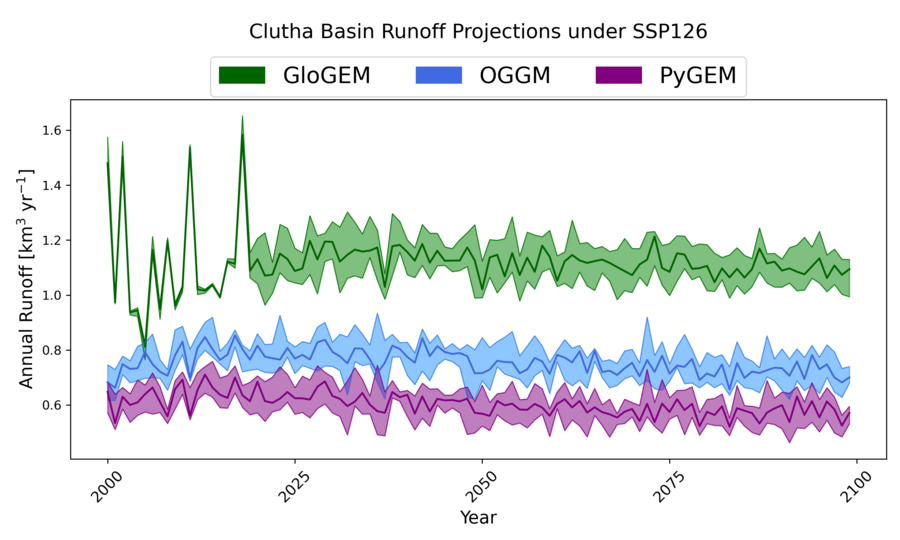 Clutha Basin Runoff Projections under SSP126
GloGEM OGGM PyGEM
Annual Runoff [km³ yr⁻¹]
1.6
1.4
1.2
1.0
0.8
0.6
2000 2025 2050 2075 2100
Year